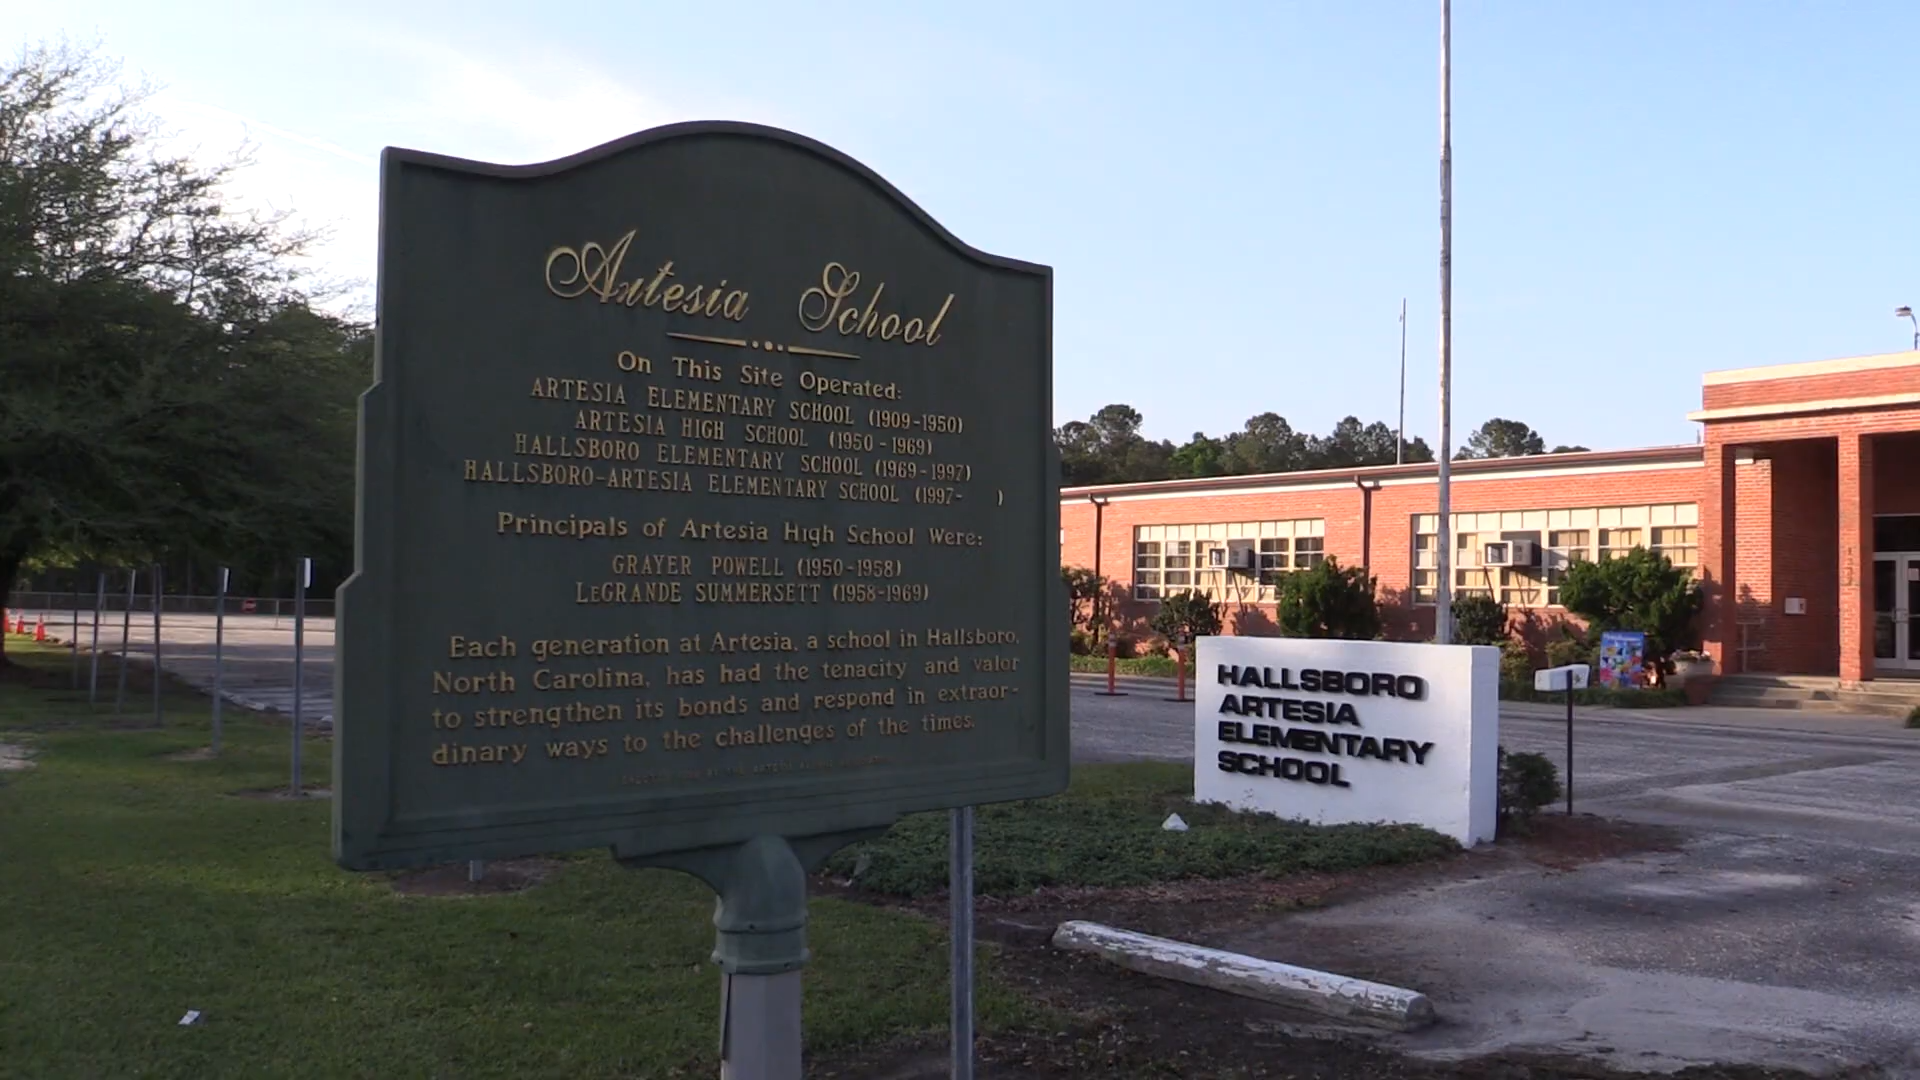 Artesia School
On This Site Operated:
ARTESIA ELEMENTARY SCHOOL (1909-1950)
ARTESIA HIGH SCHOOL (1950-1969)
HALLSBORO ELEMENTARY SCHOOL (1969-1997)
HALLSBORO-ARTESIA ELEMENTARY SCHOOL (1997- )
Principals of Artesia High School Were:
GRAYER POWELL (1950-1958)
LeGRANDE SUMMERSETT (1958-1969)
Each generation at Artesia, a school in Hallsboro,
North Carolina, has had the tenacity and valor
to strengthen its bonds and respond in extraor-
dinary ways to the challenges of the times.
HALLSBORO
ARTESIA
ELEMENTARY
SCHOOL